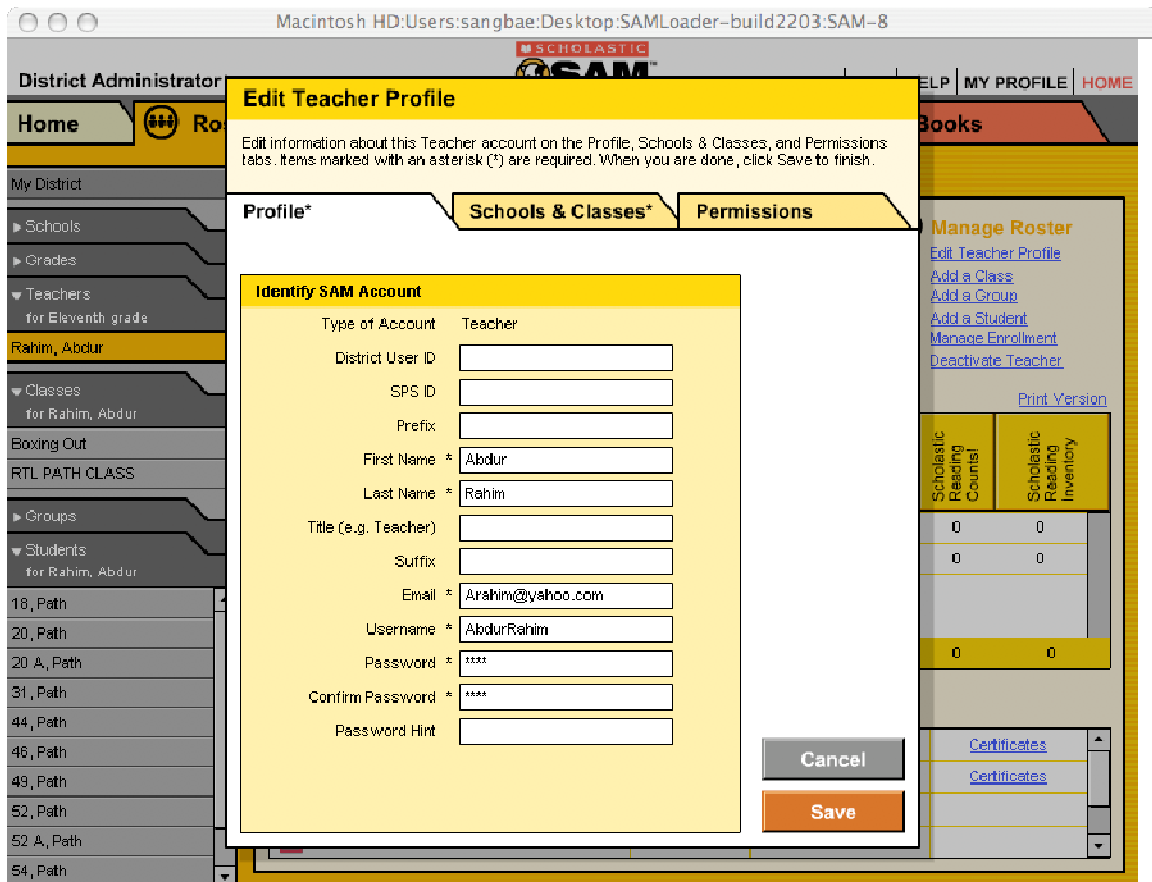 Macintosh HD:Users:sangbae:Desktop:SAMLoader-build2203:SAM-8
SCHOLASTIC
SAM™
District Administrator
MY PROFILE
HOME
Home
Books
My District
Schools
Grades
Teachers
for Eleventh grade
Rahim, Abdur
Classes
for Rahim, Abdur
Boxing Out
RTL PATH CLASS
Groups
Students
for Rahim, Abdur
18, Path
20, Path
20 A, Path
31, Path
44, Path
46, Path
49, Path
52, Path
52 A, Path
54, Path
Edit Teacher Profile
Edit information about this Teacher account on the Profile, Schools & Classes, and Permissions
tabs. Items marked with an asterisk (*) are required. When you are done, click Save to finish.
Profile*
Schools & Classes*
Permissions
Identify SAM Account
Type of Account Teacher
District User ID
SPS ID
Prefix
First Name * Abdur
Last Name * Rahim
Title (e.g. Teacher)
Suffix
Email * Arahim@yahoo.com
Username * AbdurRahim
Password * ****
Confirm Password * ****
Password Hint
Cancel
Save
Manage Roster
Edit Teacher Profile
Add a Class
Add a Group
Add a Student
Manage Enrollment
Deactivate Teacher
Print Version
Scholastic
Reading
Counts!
Scholastic
Reading
Inventory
0 0
0 0
0 0
Certificates
Certificates